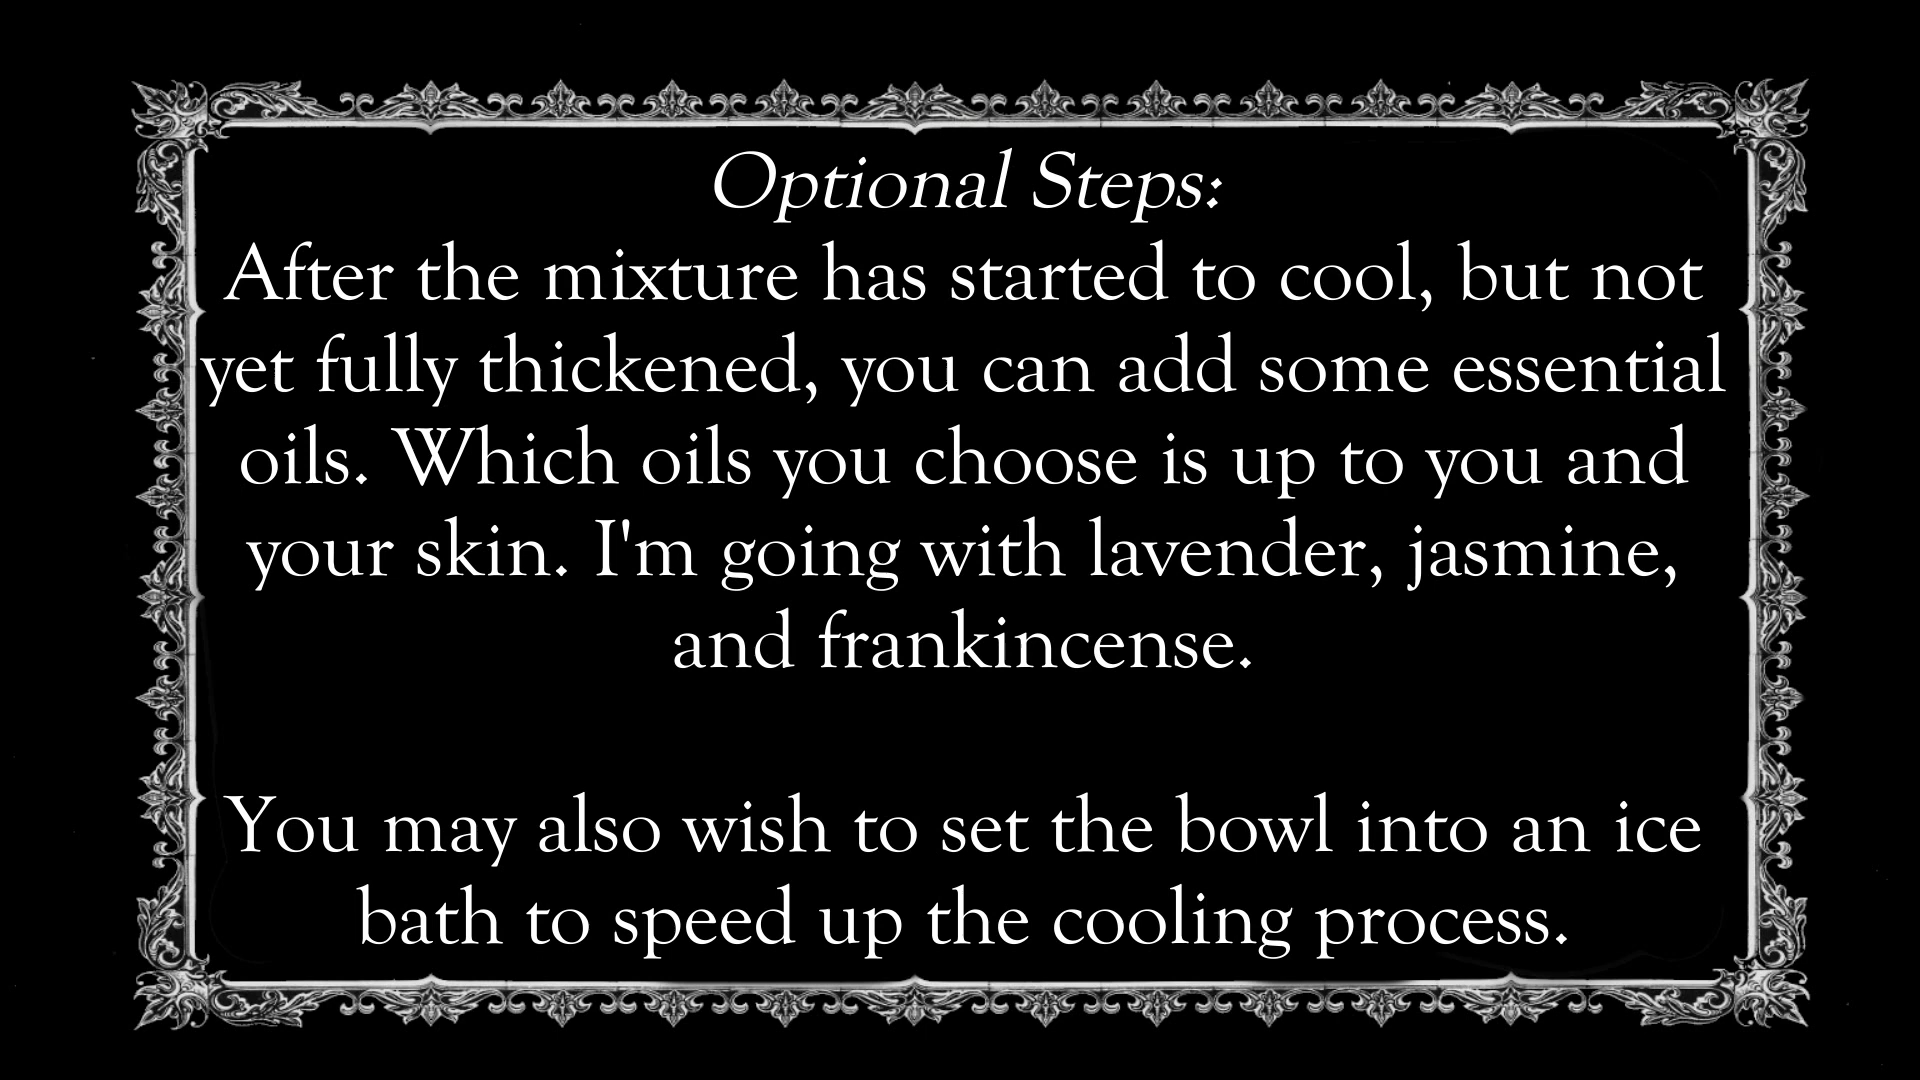 Optional Steps:
After the mixture has started to cool, but not
yet fully thickened, you can add some essential
oils. Which oils you choose is up to you and
your skin. I'm going with lavender, jasmine,
and frankincense.
You may also wish to set the bowl into an ice
bath to speed up the cooling process.